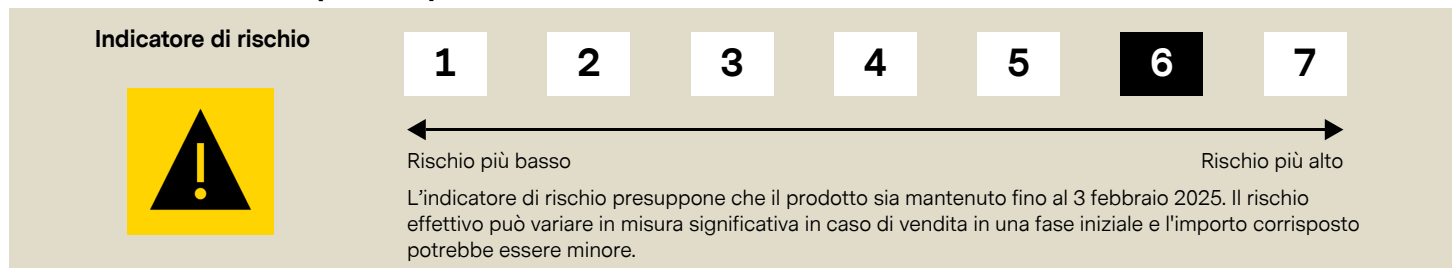 Indicatore di rischio
1 2 3 4 5 6 7
Rischio più basso Rischio più alto
L'indicatore di rischio presuppone che il prodotto sia mantenuto fino al 3 febbraio 2025. Il rischio
effettivo può variare in misura significativa in caso di vendita in una fase iniziale e l'importo corrisposto
potrebbe essere minore.